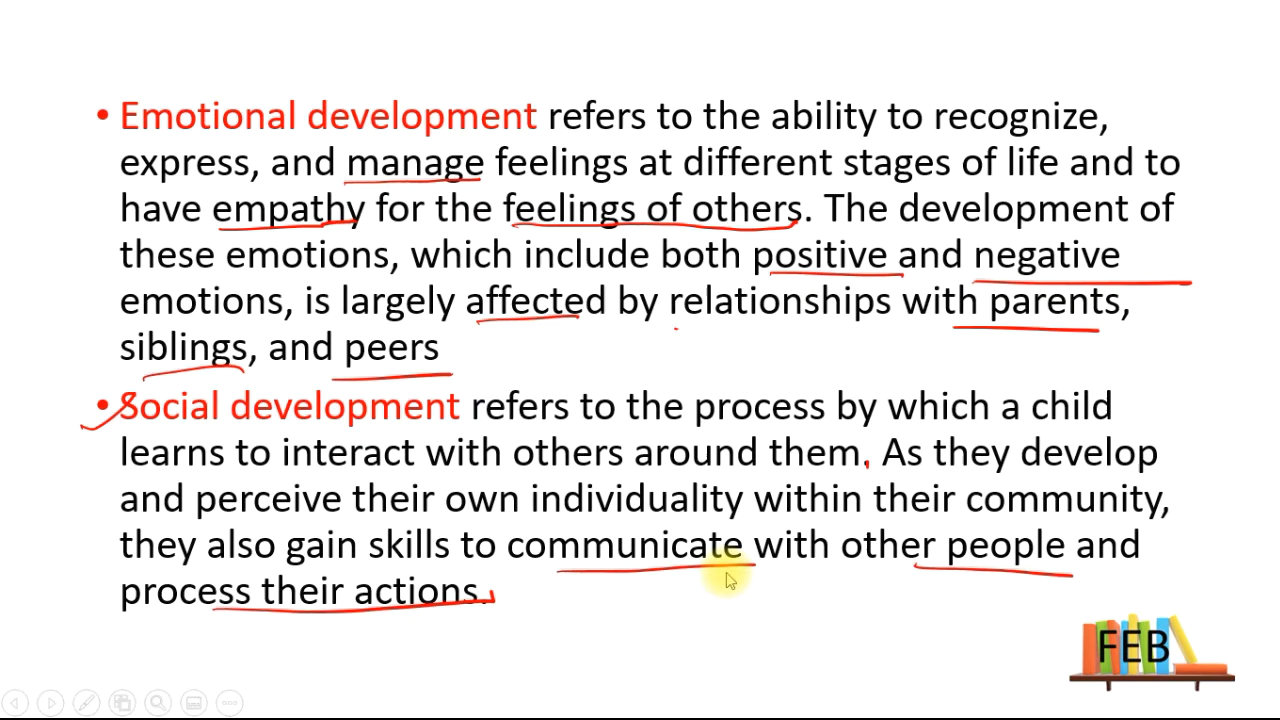 • Emotional development refers to the ability to recognize,
express, and manage feelings at different stages of life and to
have empathy for the feelings of others. The development of
these emotions, which include both positive and negative
emotions, is largely affected by relationships with parents,
siblings, and peers
• Social development refers to the process by which a child
learns to interact with others around them. As they develop
and perceive their own individuality within their community,
they also gain skills to communicate with other people and
process their actions.
FEB